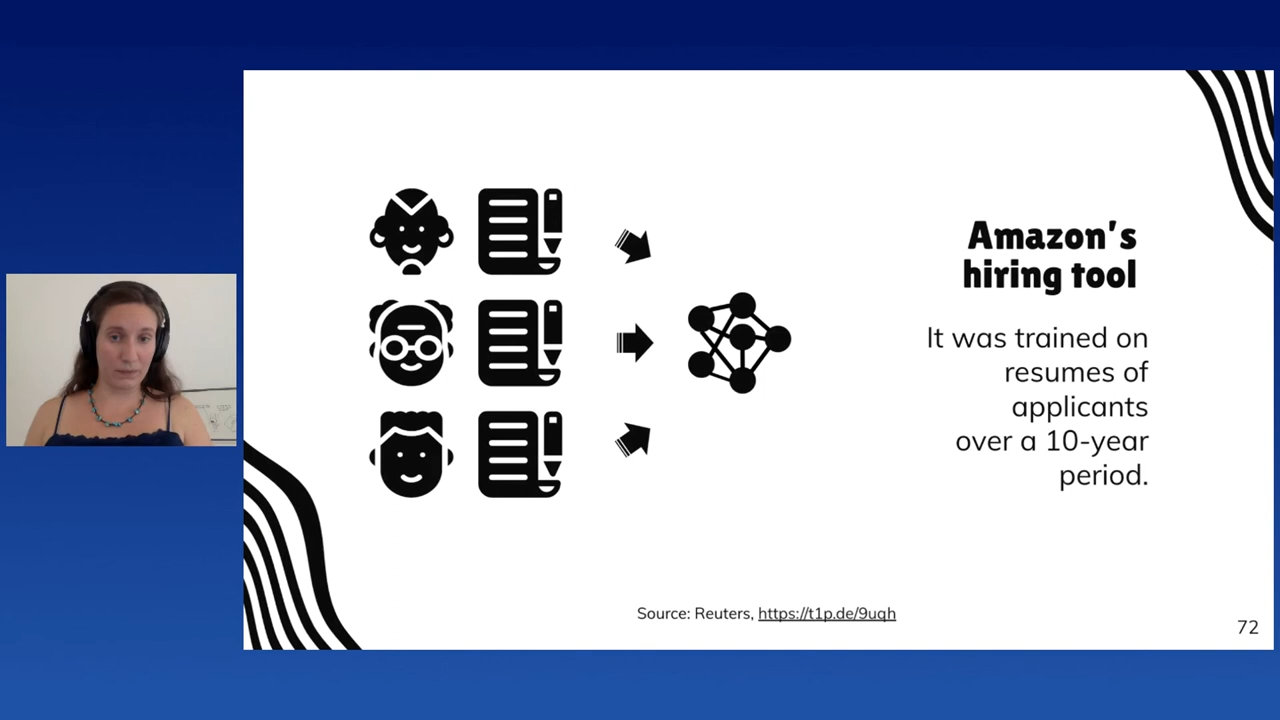 Amazon's
hiring tool
It was trained on
resumes of
applicants
over a 10-year
period.
Source: Reuters, https://t1p.de/9uqh
72